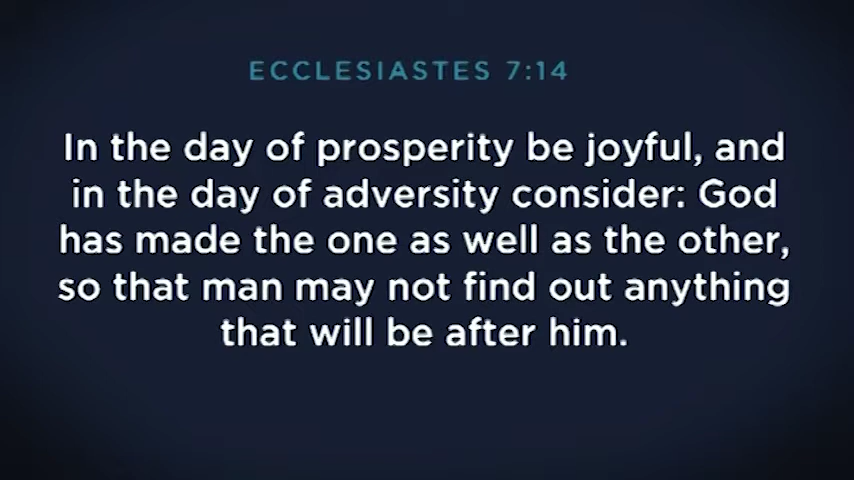 ECCLESIASTES 7:14
In the day of prosperity be joyful, and
in the day of adversity consider: God
has made the one as well as the other,
so that man may not find out anything
that will be after him.